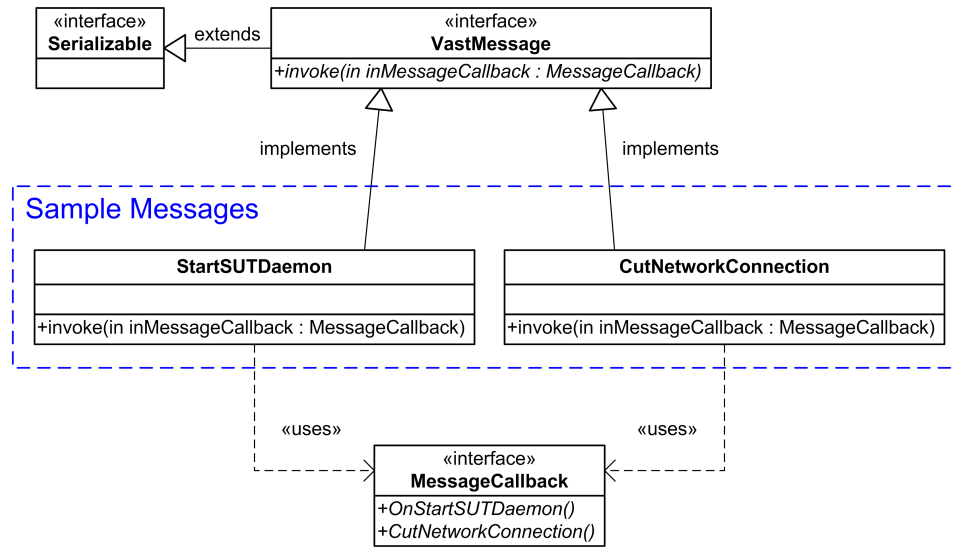 «interface»
Serializable
extends
«interface»
VastMessage
+invoke(in inMessageCallback : MessageCallback)
implements
implements
Sample Messages
StartSUTDaemon
+invoke(in inMessageCallback : MessageCallback)
CutNetworkConnection
+invoke(in inMessageCallback : MessageCallback)
«uses»
«uses»
«interface»
MessageCallback
+OnStartSUTDaemon()
+CutNetworkConnection()